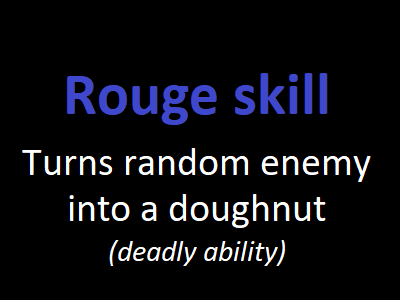 Rouge skill
Turns random enemy
into a doughnut
(deadly ability)